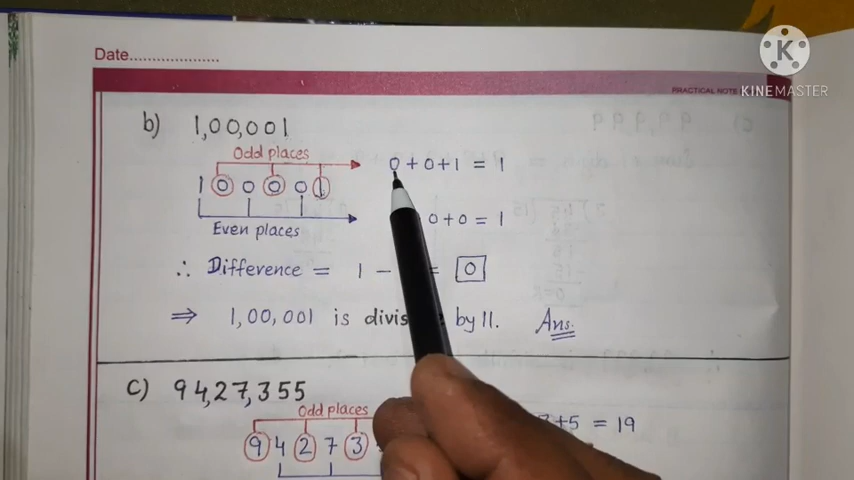 Date....................
K
KINEMASTER
PRACTICAL NOTE
b) 1,00,001
Odd places
0 + 0 + 1 = 1
1 0 0 0 0 1
0 + 0 = 1
Even places
∴ Difference = 1 - = 0
⇒ 1,00,001 is by 11. Ans.
C) 94,27,355
Odd places
+5 = 19
9 4 2 7 3